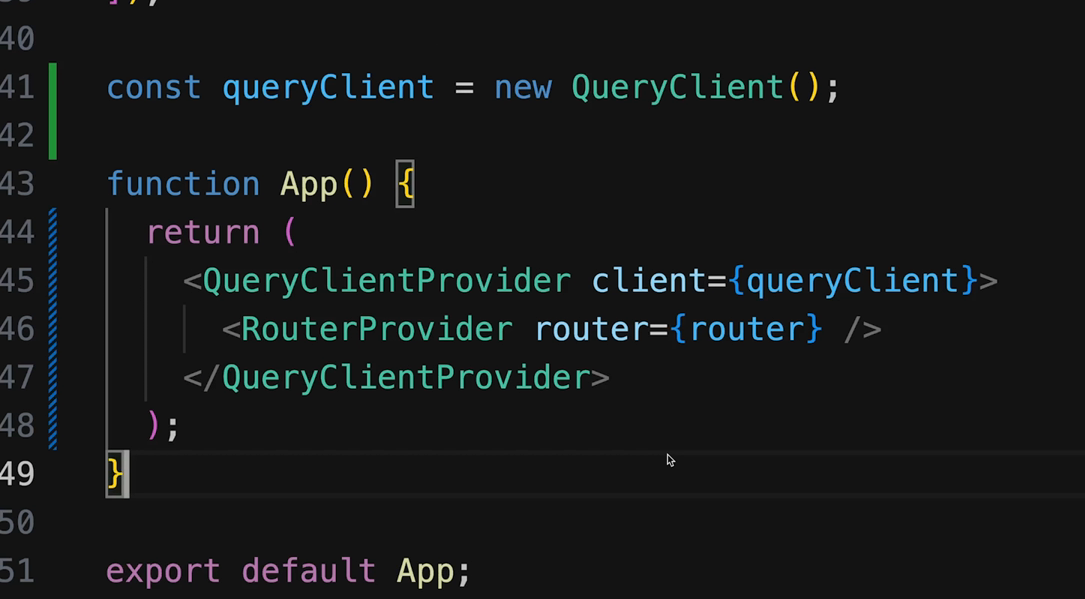 40
41 const queryClient = new QueryClient();
42
43 function App() {
44 return (
45 <QueryClientProvider client={queryClient}>
46 <RouterProvider router={router} />
47 </QueryClientProvider>
48 );
49 }
50
51 export default App;